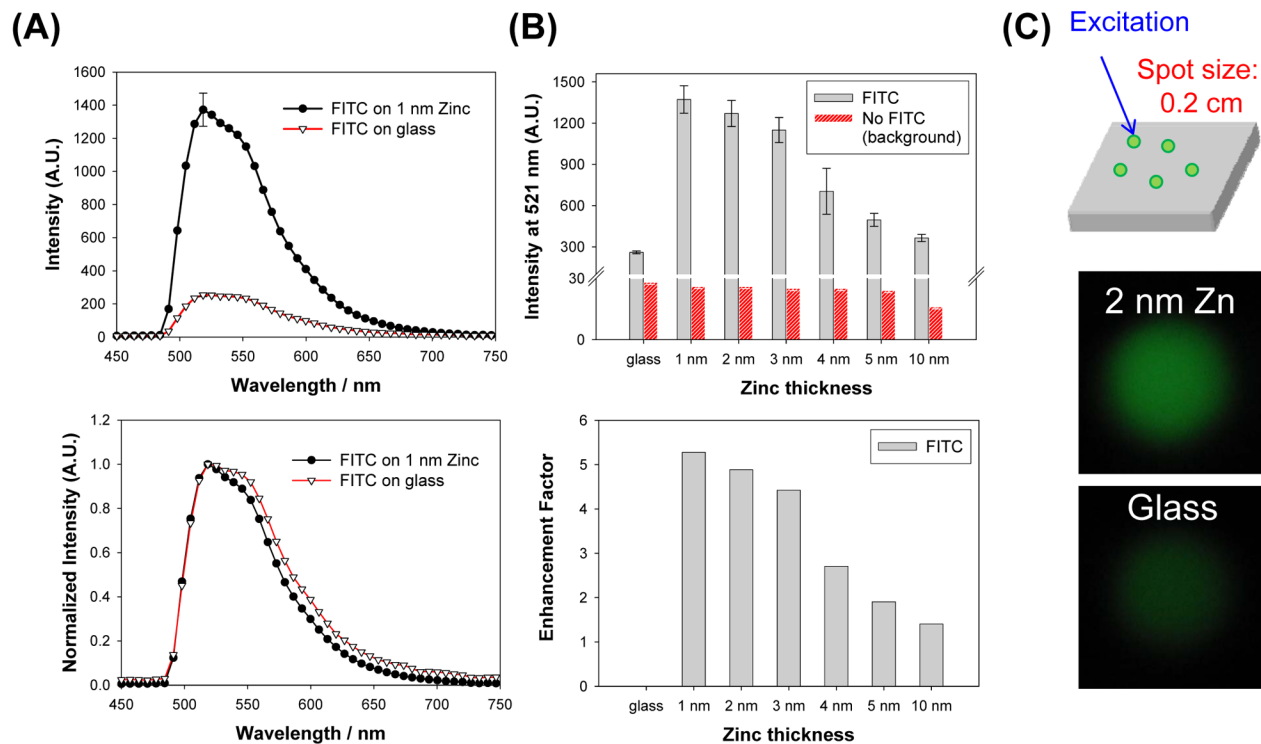 (A)
1600
1400
1200
1000
800
600
400
200
0
Intensity (A.U.)
FITC on 1 nm Zinc
FITC on glass
450 500 550 600 650 700 750
Wavelength / nm
1.2
1.0
0.8
0.6
0.4
0.2
0.0
Normalized Intensity (A.U.)
FITC on 1 nm Zinc
FITC on glass
450 500 550 600 650 700 750
Wavelength / nm
(B)
1500
1200
900
600
300
30
0
Intensity at 521 nm (A.U.)
FITC
No FITC
(background)
glass 1 nm 2 nm 3 nm 4 nm 5 nm 10 nm
Zinc thickness
6
5
4
3
2
1
0
Enhancement Factor
FITC
glass 1 nm 2 nm 3 nm 4 nm 5 nm 10 nm
Zinc thickness
(C)
Excitation
Spot size:
0.2 cm
2 nm Zn
Glass